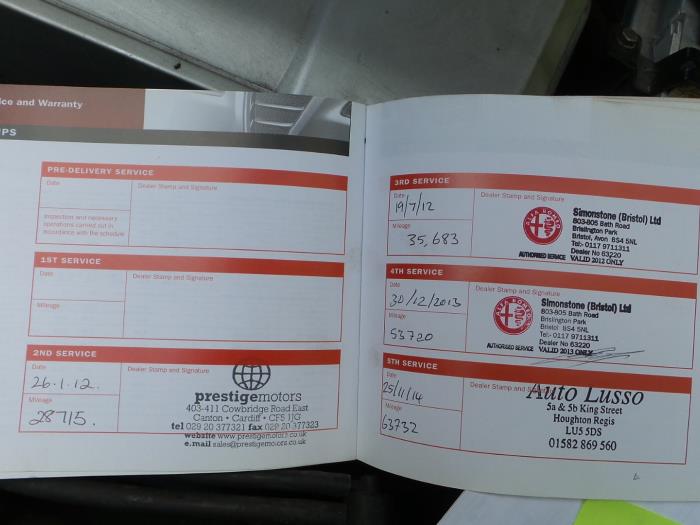 ice and Warranty
MPS
PRE-DELIVERY SERVICE
Date
Dealer Stamp and Signature
Inspection and necessary
operations carried out in
accordance with the schedule
1ST SERVICE
Date
Dealer Stamp and Signature
Mileage
2ND SERVICE
Date
Dealer Stamp and Signature
26.1.12.
Mileage
28715.
prestigemotors
403-411 Cowbridge Road East
Canton • Cardiff • CF5 1JG
tel 029 20 377321 fax 029 20 377323
website www.prestigemotors.co.uk
e.mail sales@prestigemotors.co.uk
3RD SERVICE
Date
Dealer Stamp and Signature
19/7/12
Mileage
35,683
ALFA ROMEO
AUTHORISED SERVICE
Simonstone (Bristol) Ltd
803-805 Bath Road
Brislington Park
Bristol, Avon BS4 5NL
Tel:- 0117 9711311
Dealer No 63220
VALID 2012 ONLY
4TH SERVICE
Date
Dealer Stamp and Signature
30/12/2013
Mileage
53720
ALFA ROMEO
AUTHORISED SERVICE
Simonstone (Bristol) Ltd
803-805 Bath Road
Brislington Park
Bristol BS4 5NL
Tel:- 0117 9711311
Dealer No 63220
VALID 2013 ONLY
5TH SERVICE
Date
Dealer Stamp and Signature
25/11/14
Mileage
63732
Auto Lusso
5a & 5b King Street
Houghton Regis
LU5 5DS
01582 869 560